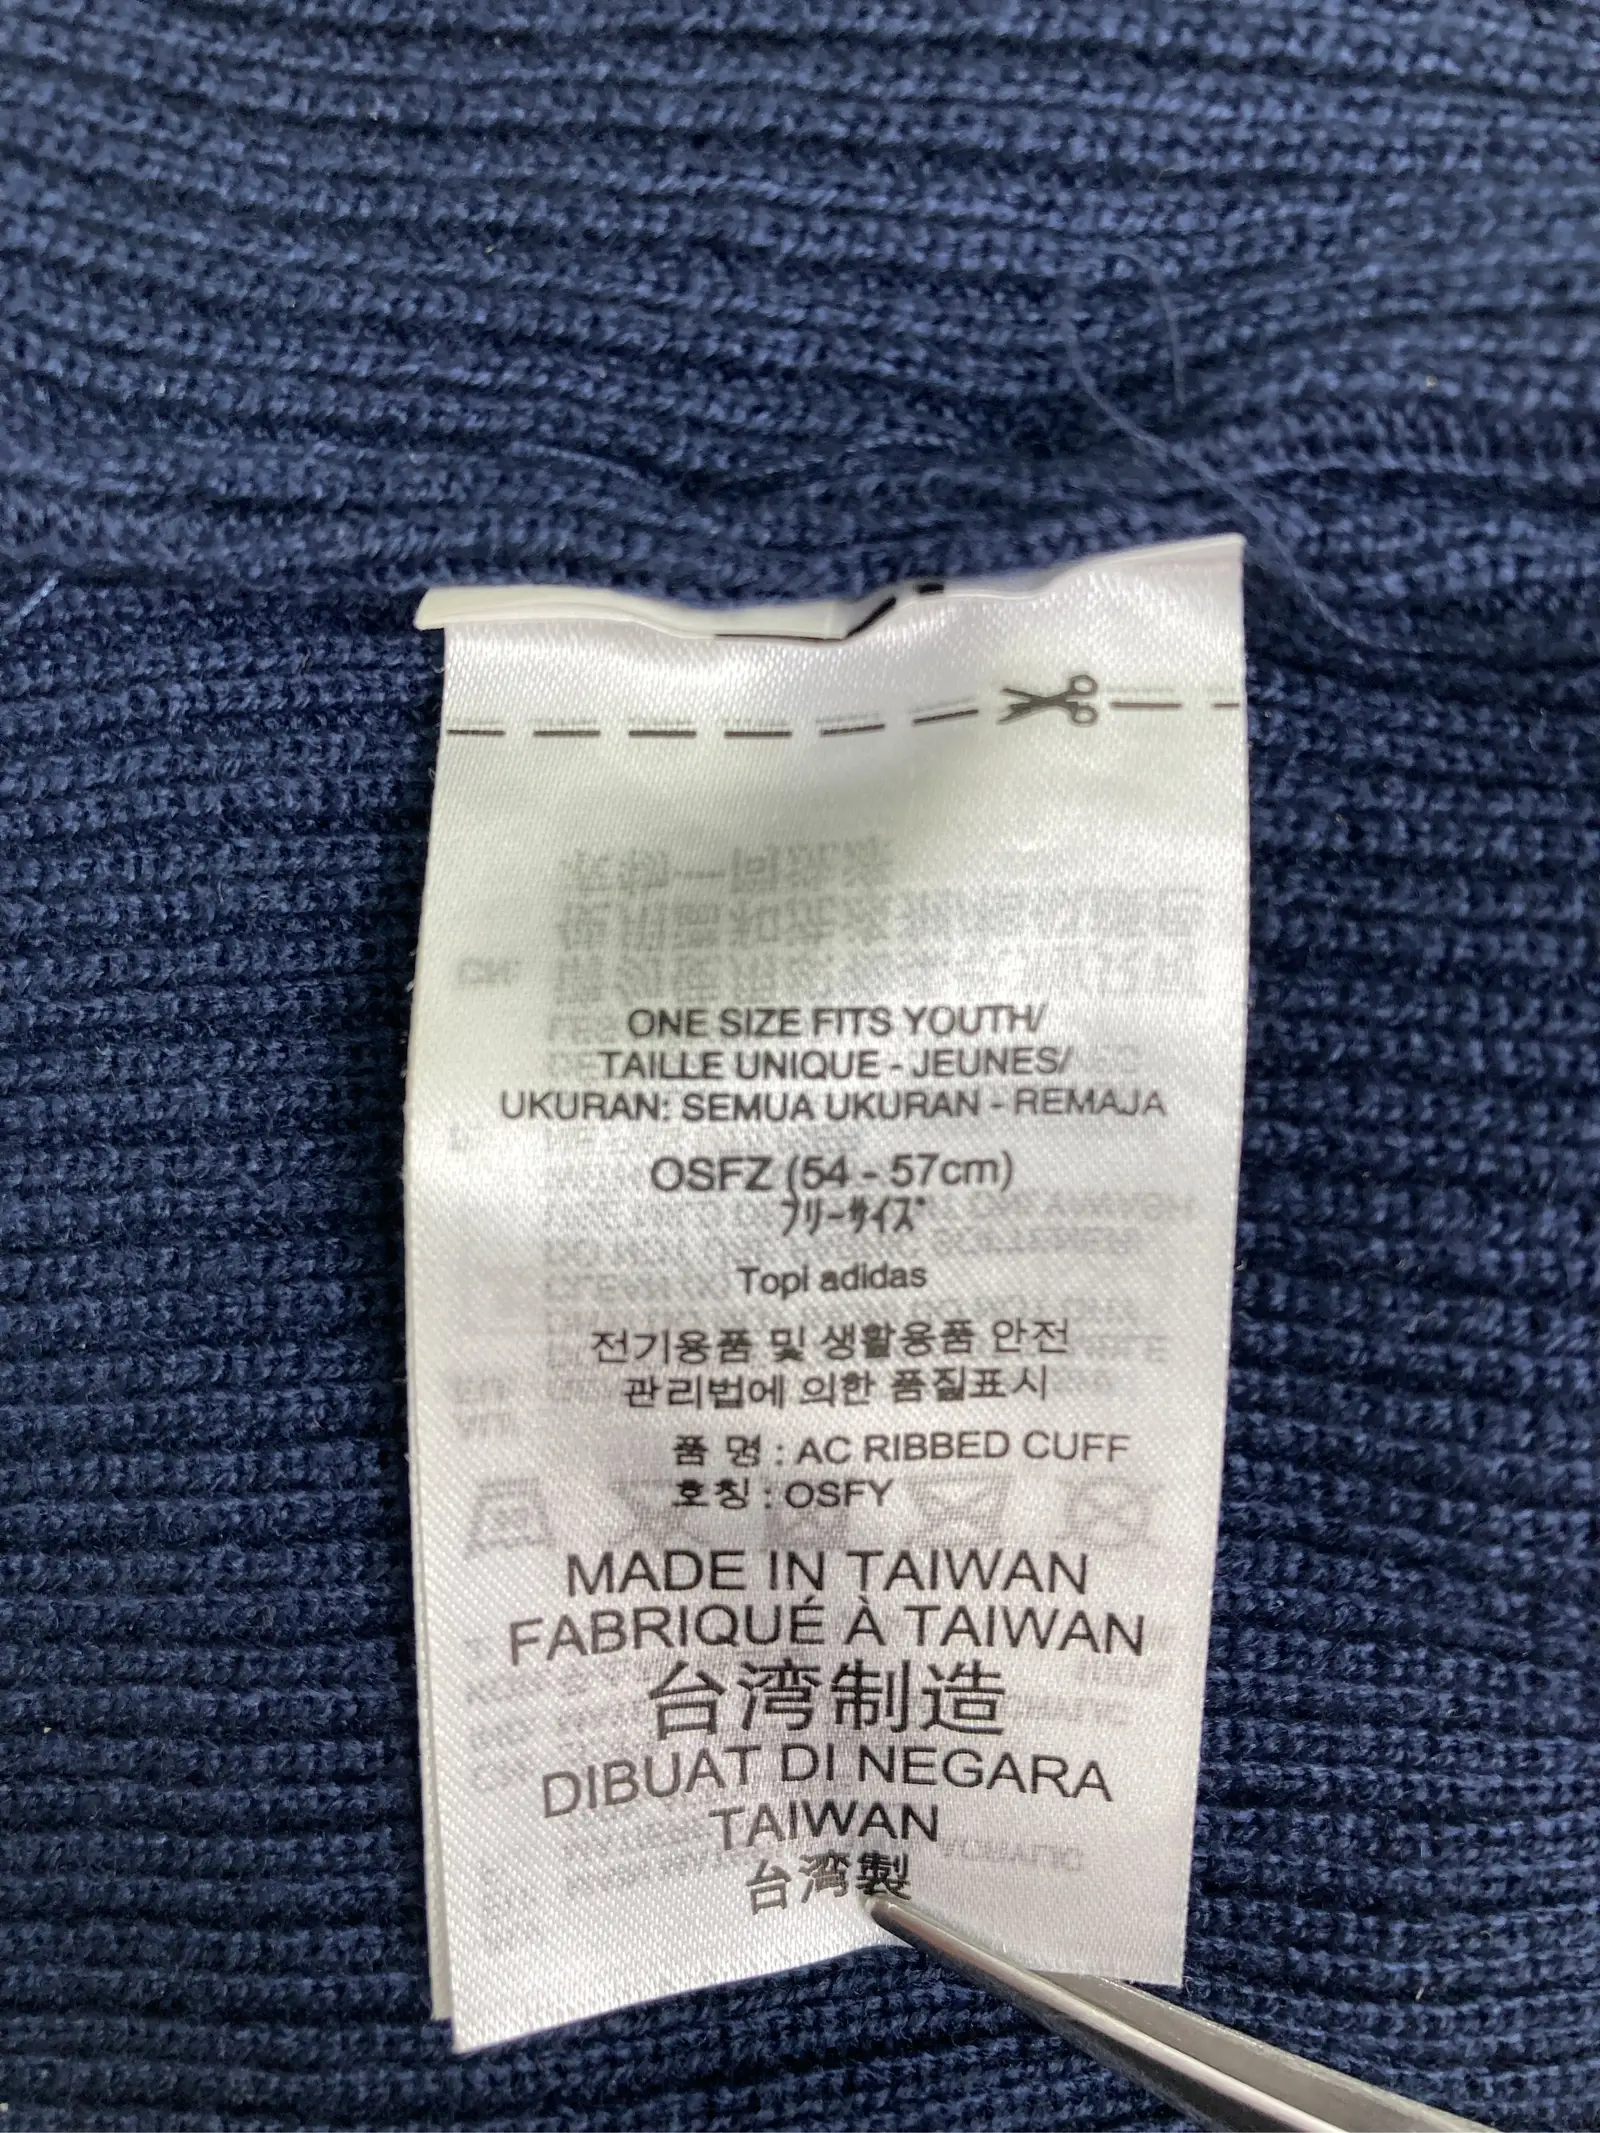 ONE SIZE FITS YOUTH/
TAILLE UNIQUE - JEUNES/
UKURAN: SEMUA UKURAN - REMAJA
OSFZ (54 - 57cm)
フリーサイズ
Topi adidas
전기용품 및 생활용품 안전
관리법에 의한 품질표시
품 명 : AC RIBBED CUFF
호칭 : OSFY
MADE IN TAIWAN
FABRIQUÉ À TAIWAN
台湾制造
DIBUAT DI NEGARA
TAIWAN
台湾製